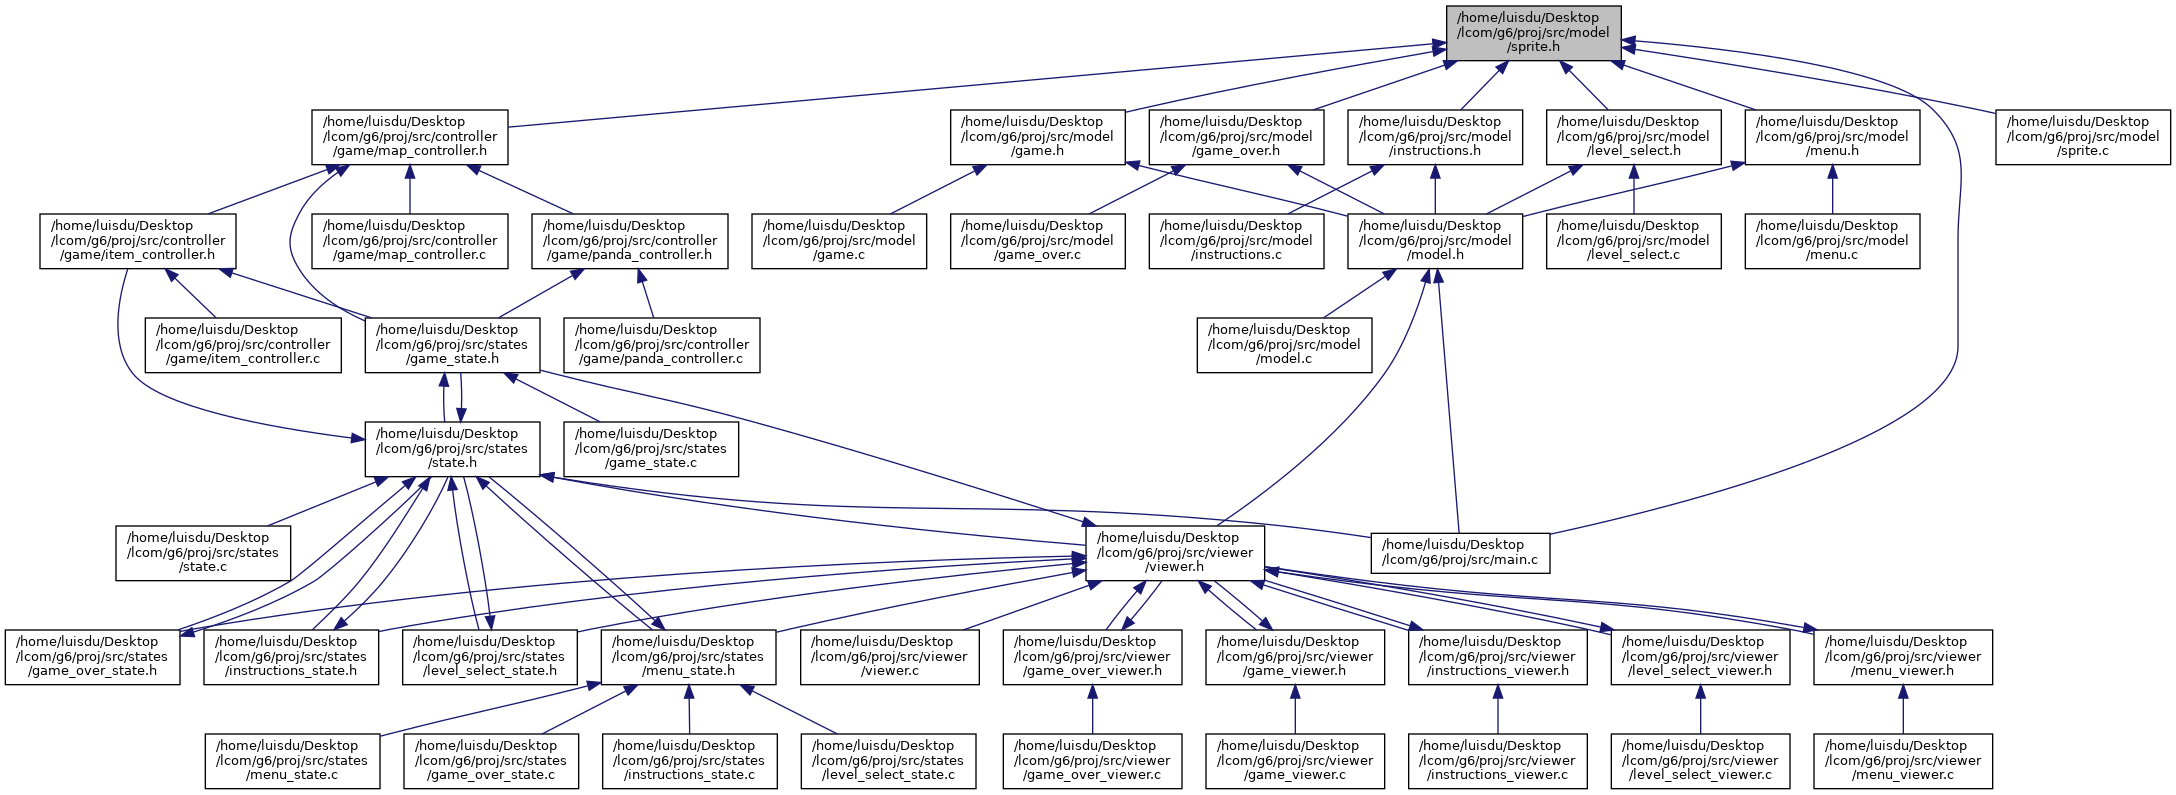 /home/luisdu/Desktop
/lcom/g6/proj/src/model
/sprite.h
/home/luisdu/Desktop
/lcom/g6/proj/src/controller
/game/map_controller.h
/home/luisdu/Desktop
/lcom/g6/proj/src/model
/game.h
/home/luisdu/Desktop
/lcom/g6/proj/src/model
/game_over.h
/home/luisdu/Desktop
/lcom/g6/proj/src/model
/instructions.h
/home/luisdu/Desktop
/lcom/g6/proj/src/model
/level_select.h
/home/luisdu/Desktop
/lcom/g6/proj/src/model
/menu.h
/home/luisdu/Desktop
/lcom/g6/proj/src/model
/sprite.c
/home/luisdu/Desktop
/lcom/g6/proj/src/controller
/game/item_controller.h
/home/luisdu/Desktop
/lcom/g6/proj/src/controller
/game/map_controller.c
/home/luisdu/Desktop
/lcom/g6/proj/src/controller
/game/panda_controller.h
/home/luisdu/Desktop
/lcom/g6/proj/src/model
/game.c
/home/luisdu/Desktop
/lcom/g6/proj/src/model
/game_over.c
/home/luisdu/Desktop
/lcom/g6/proj/src/model
/instructions.c
/home/luisdu/Desktop
/lcom/g6/proj/src/model
/model.h
/home/luisdu/Desktop
/lcom/g6/proj/src/model
/level_select.c
/home/luisdu/Desktop
/lcom/g6/proj/src/model
/menu.c
/home/luisdu/Desktop
/lcom/g6/proj/src/controller
/game/item_controller.c
/home/luisdu/Desktop
/lcom/g6/proj/src/states
/game_state.h
/home/luisdu/Desktop
/lcom/g6/proj/src/controller
/game/panda_controller.c
/home/luisdu/Desktop
/lcom/g6/proj/src/model
/model.c
/home/luisdu/Desktop
/lcom/g6/proj/src/states
/state.h
/home/luisdu/Desktop
/lcom/g6/proj/src/states
/game_state.c
/home/luisdu/Desktop
/lcom/g6/proj/src/states
/state.c
/home/luisdu/Desktop
/lcom/g6/proj/src/viewer
/viewer.h
/home/luisdu/Desktop
/lcom/g6/proj/src/main.c
/home/luisdu/Desktop
/lcom/g6/proj/src/states
/game_over_state.h
/home/luisdu/Desktop
/lcom/g6/proj/src/states
/instructions_state.h
/home/luisdu/Desktop
/lcom/g6/proj/src/states
/level_select_state.h
/home/luisdu/Desktop
/lcom/g6/proj/src/states
/menu_state.h
/home/luisdu/Desktop
/lcom/g6/proj/src/viewer
/viewer.c
/home/luisdu/Desktop
/lcom/g6/proj/src/viewer
/game_over_viewer.h
/home/luisdu/Desktop
/lcom/g6/proj/src/viewer
/game_viewer.h
/home/luisdu/Desktop
/lcom/g6/proj/src/viewer
/instructions_viewer.h
/home/luisdu/Desktop
/lcom/g6/proj/src/viewer
/level_select_viewer.h
/home/luisdu/Desktop
/lcom/g6/proj/src/viewer
/menu_viewer.h
/home/luisdu/Desktop
/lcom/g6/proj/src/states
/menu_state.c
/home/luisdu/Desktop
/lcom/g6/proj/src/states
/game_over_state.c
/home/luisdu/Desktop
/lcom/g6/proj/src/states
/instructions_state.c
/home/luisdu/Desktop
/lcom/g6/proj/src/states
/level_select_state.c
/home/luisdu/Desktop
/lcom/g6/proj/src/viewer
/game_over_viewer.c
/home/luisdu/Desktop
/lcom/g6/proj/src/viewer
/game_viewer.c
/home/luisdu/Desktop
/lcom/g6/proj/src/viewer
/instructions_viewer.c
/home/luisdu/Desktop
/lcom/g6/proj/src/viewer
/level_select_viewer.c
/home/luisdu/Desktop
/lcom/g6/proj/src/viewer
/menu_viewer.c